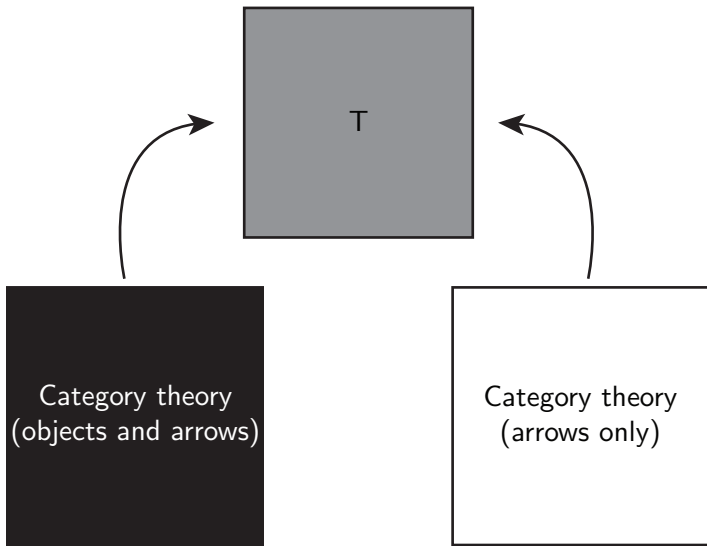 T
Category theory
(objects and arrows)
Category theory
(arrows only)